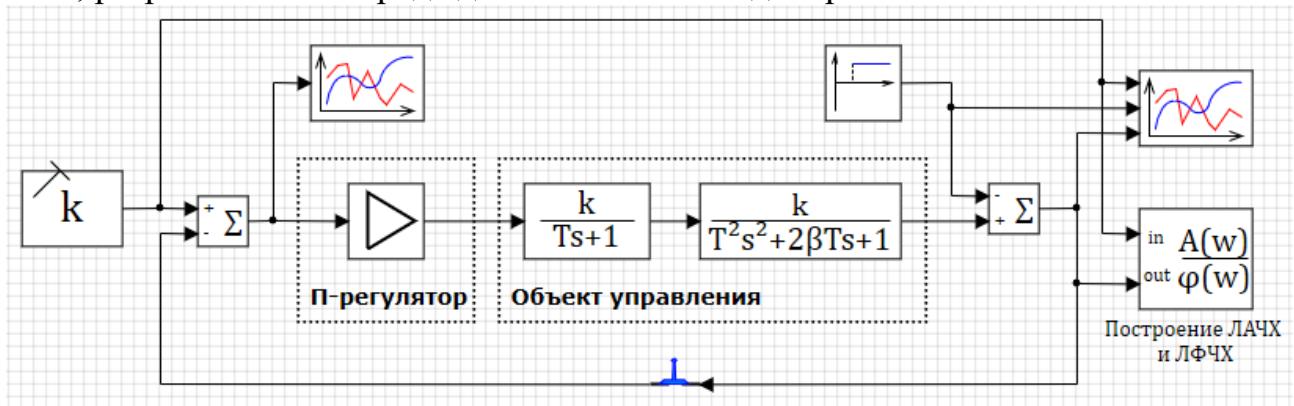 k
+
-
Σ
k
Ts+1
k
T²s²+2βTs+1
-
+
Σ
in
out
A(w)
φ(w)
П-регулятор
Объект управления
Построение ЛАЧХ
и ЛФЧХ